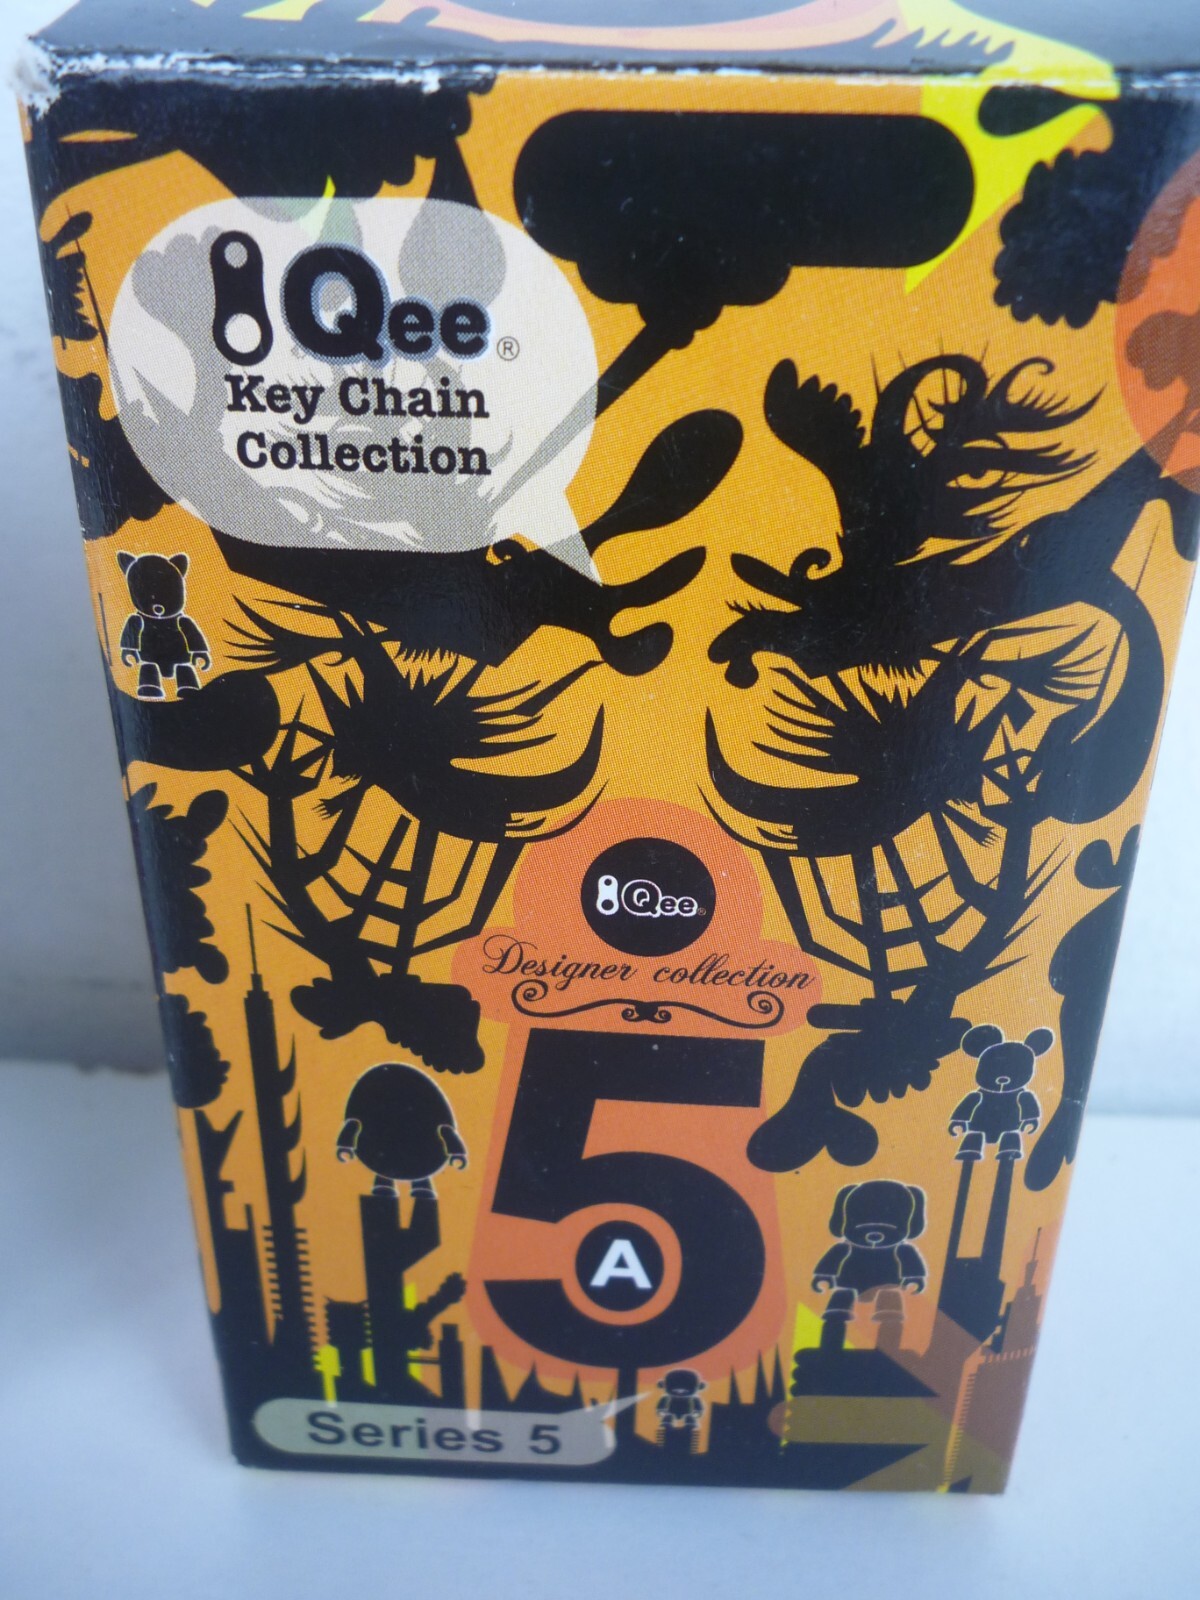 Qee®
Key Chain
Collection
Qee®
Designer collection
5
A
Series 5